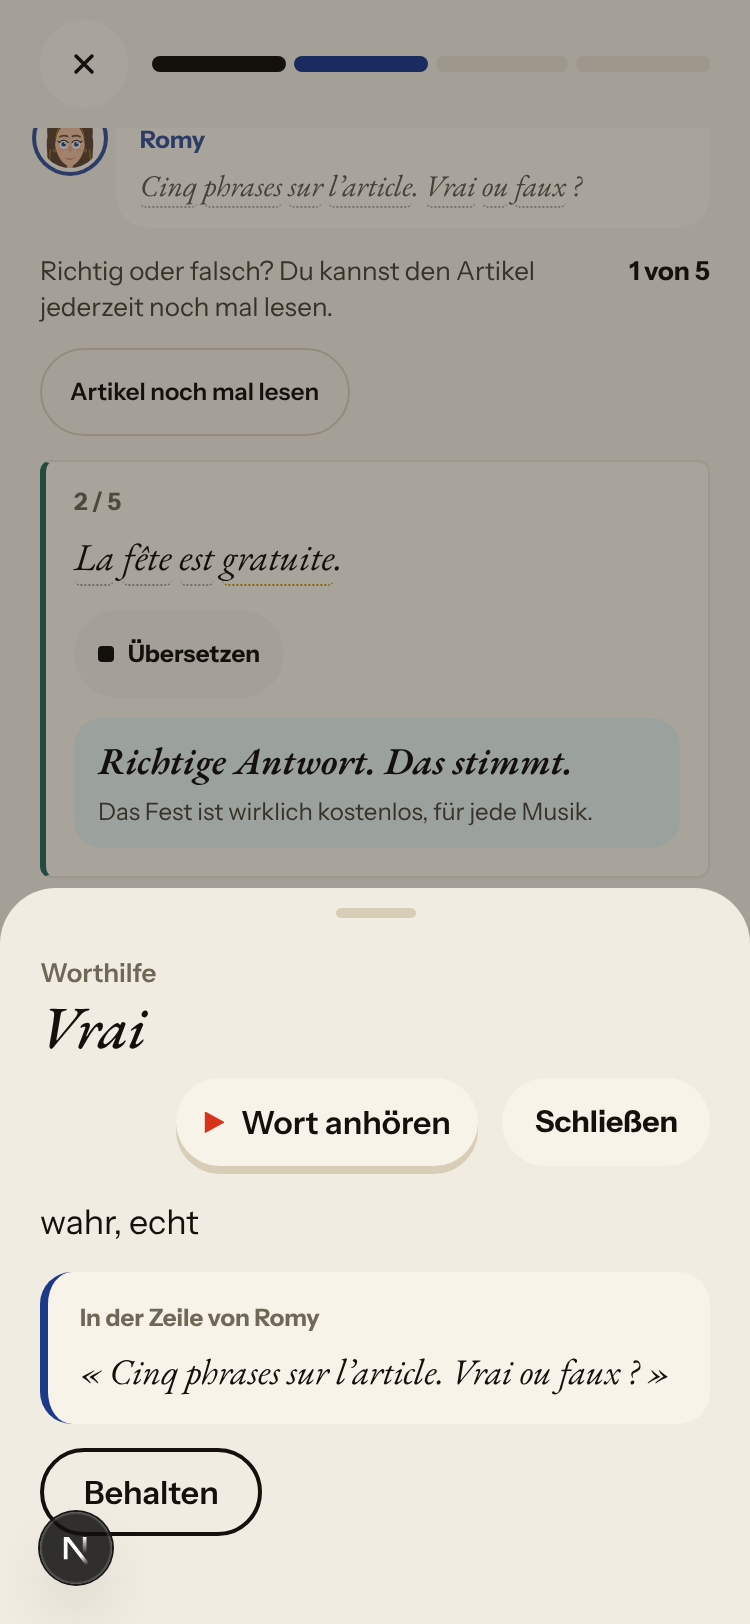 Romy
Cinq phrases sur l’article. Vrai ou faux ?
Richtig oder falsch? Du kannst den Artikel
jederzeit noch mal lesen.
1 von 5
Artikel noch mal lesen
2 / 5
La fête est gratuite.
Übersetzen
Richtige Antwort. Das stimmt.
Das Fest ist wirklich kostenlos, für jede Musik.
Worthilfe
Vrai
Wort anhören
Schließen
wahr, echt
In der Zeile von Romy
« Cinq phrases sur l’article. Vrai ou faux ? »
Behalten
N